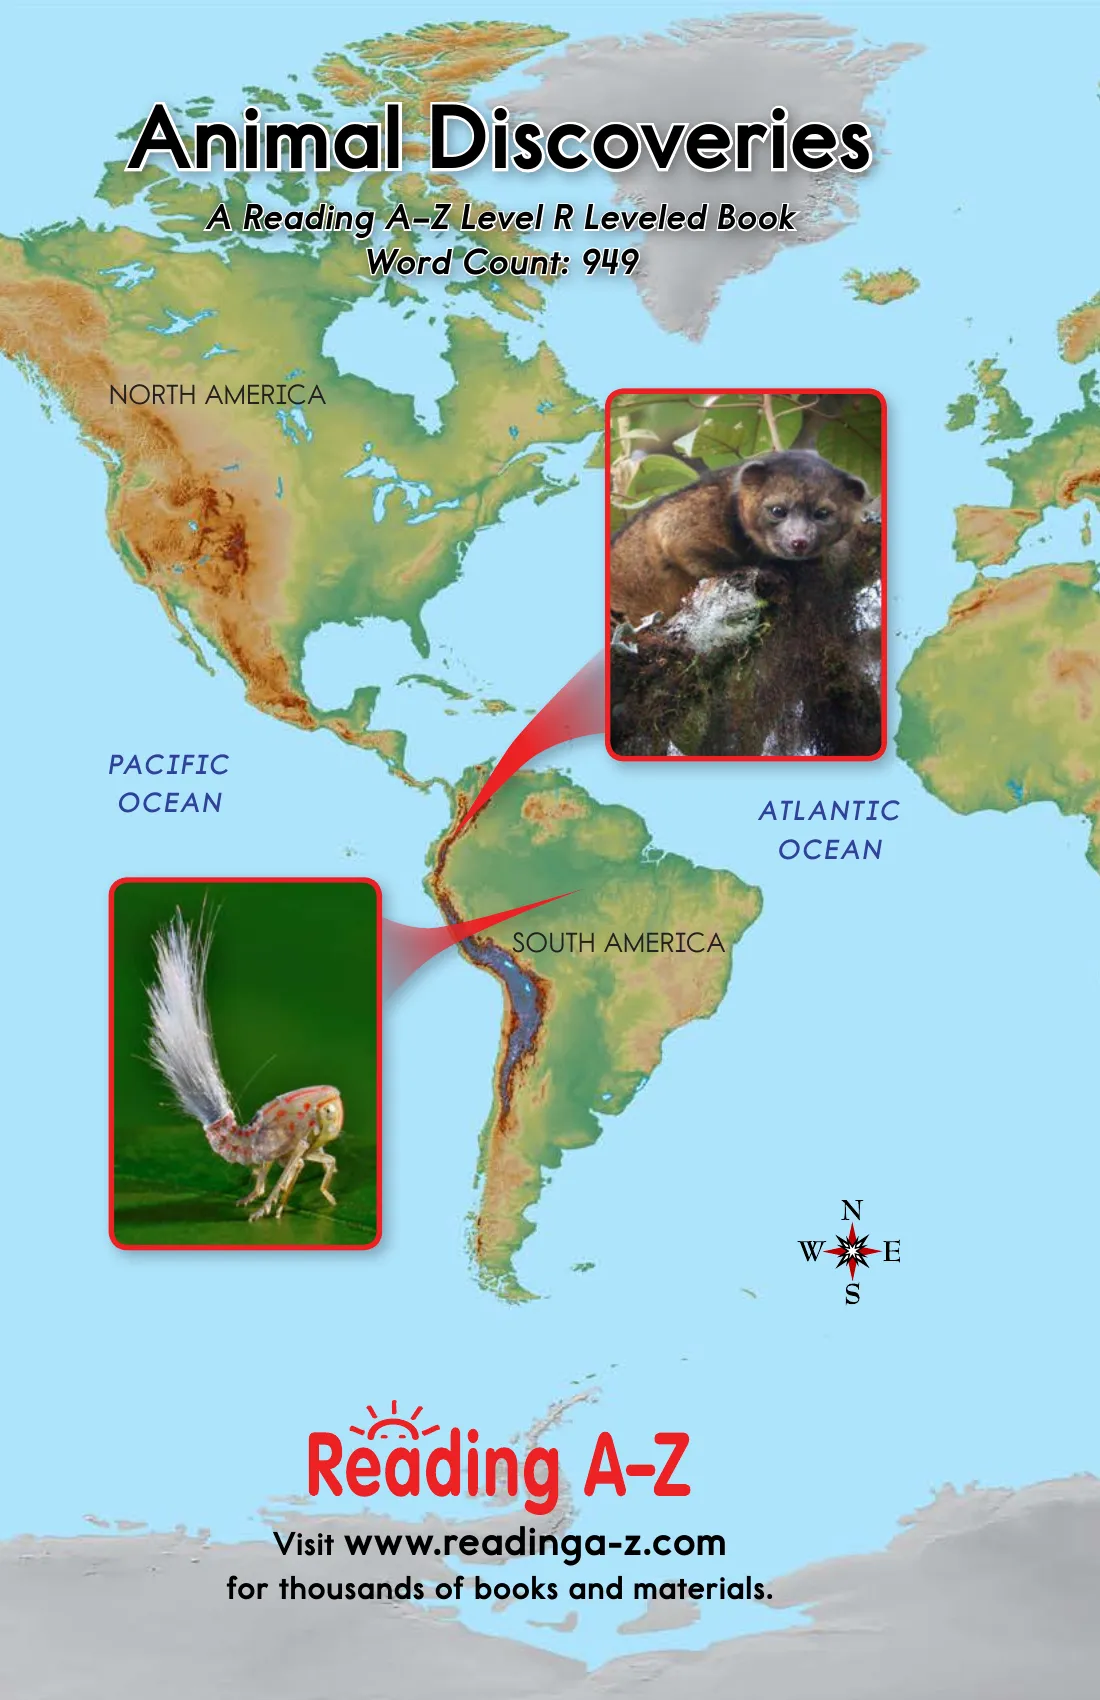 Animal Discoveries
A Reading A–Z Level R Leveled Book
Word Count: 949
NORTH AMERICA
PACIFIC
OCEAN
ATLANTIC
OCEAN
SOUTH AMERICA
N
W E
S
Reading A–Z
Visit www.readinga-z.com
for thousands of books and materials.